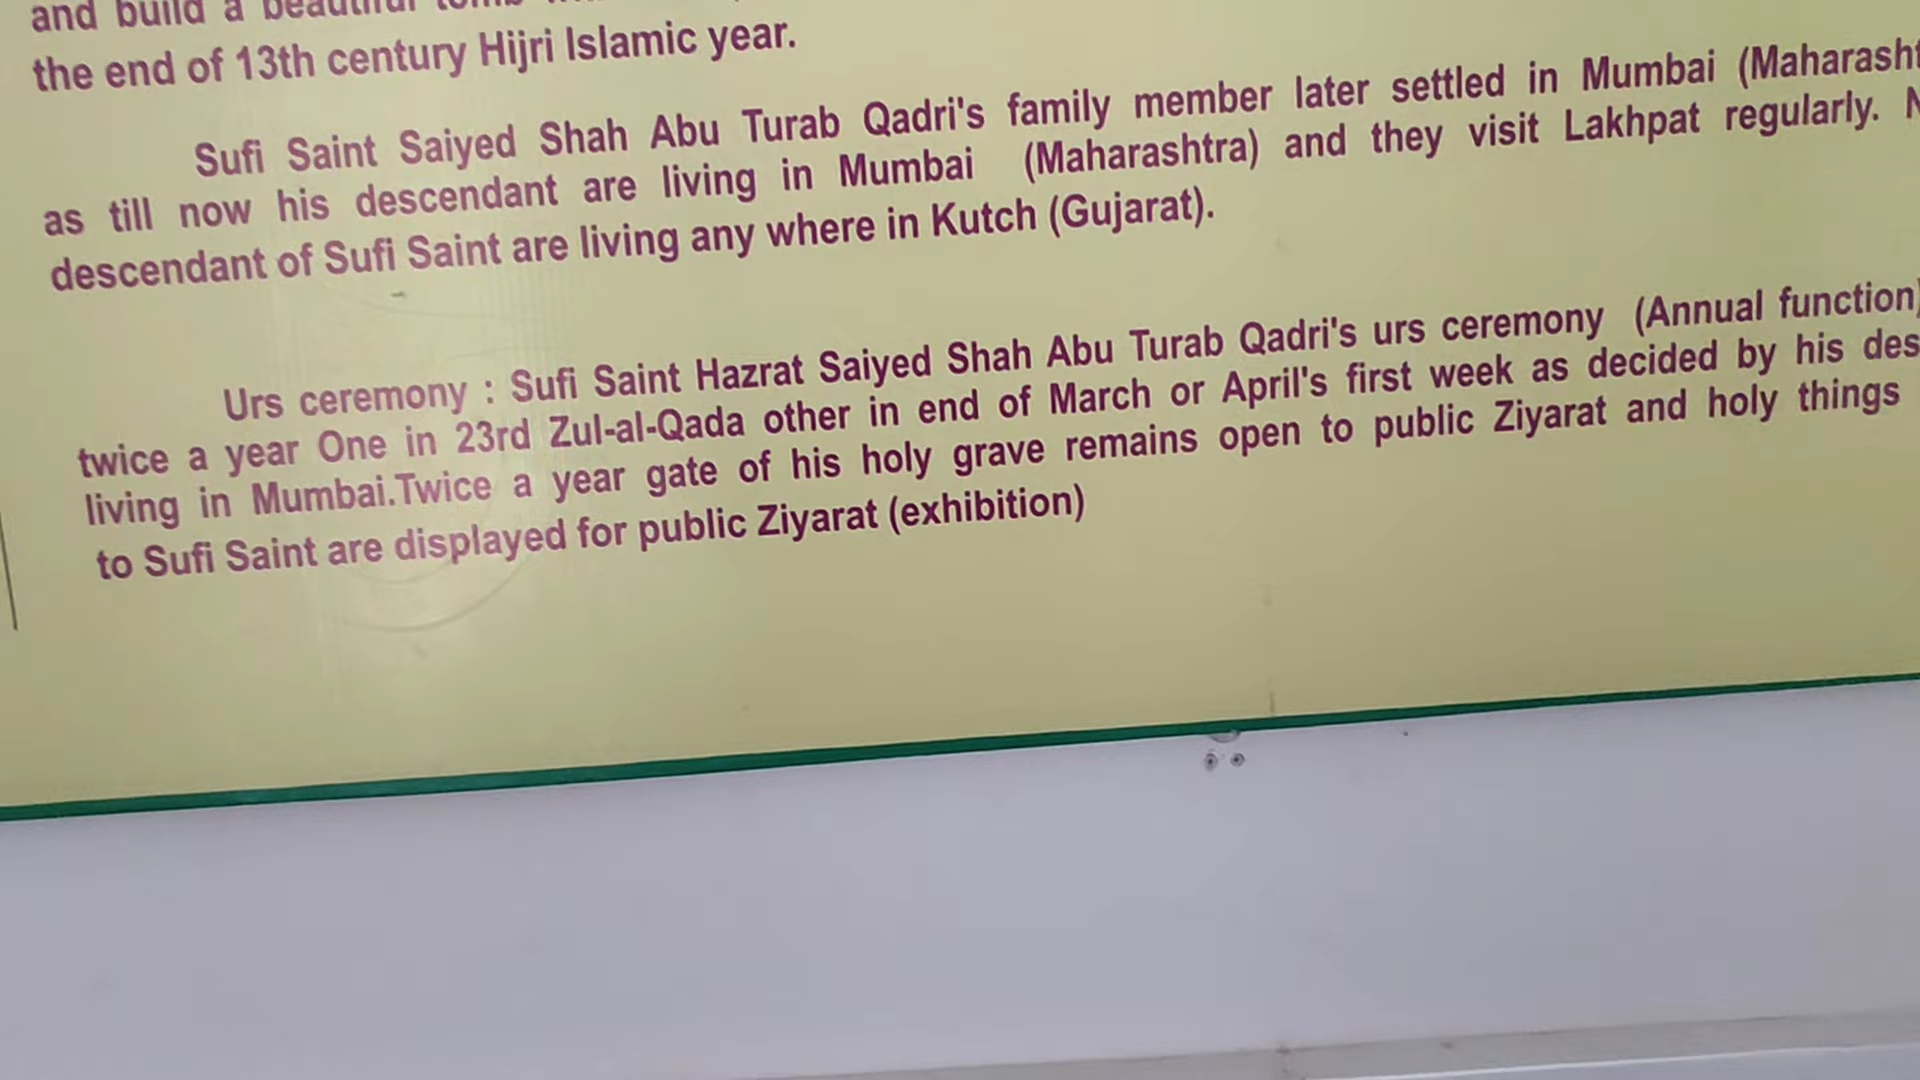 and build a beautiful tomb
the end of 13th century Hijri Islamic year.
Sufi Saint Saiyed Shah Abu Turab Qadri's family member later settled in Mumbai
as till now his descendant are living in Mumbai (Maharashtra) and they visit Lakhpat regularly.
descendant of Sufi Saint are living any where in Kutch (Gujarat).
Urs ceremony : Sufi Saint Hazrat Saiyed Shah Abu Turab Qadri's urs ceremony (Annual function)
twice a year One in 23rd Zul-al-Qada other in end of March or April's first week as decided by his
living in Mumbai.Twice a year gate of his holy grave remains open to public Ziyarat and holy things
to Sufi Saint are displayed for public Ziyarat (exhibition)